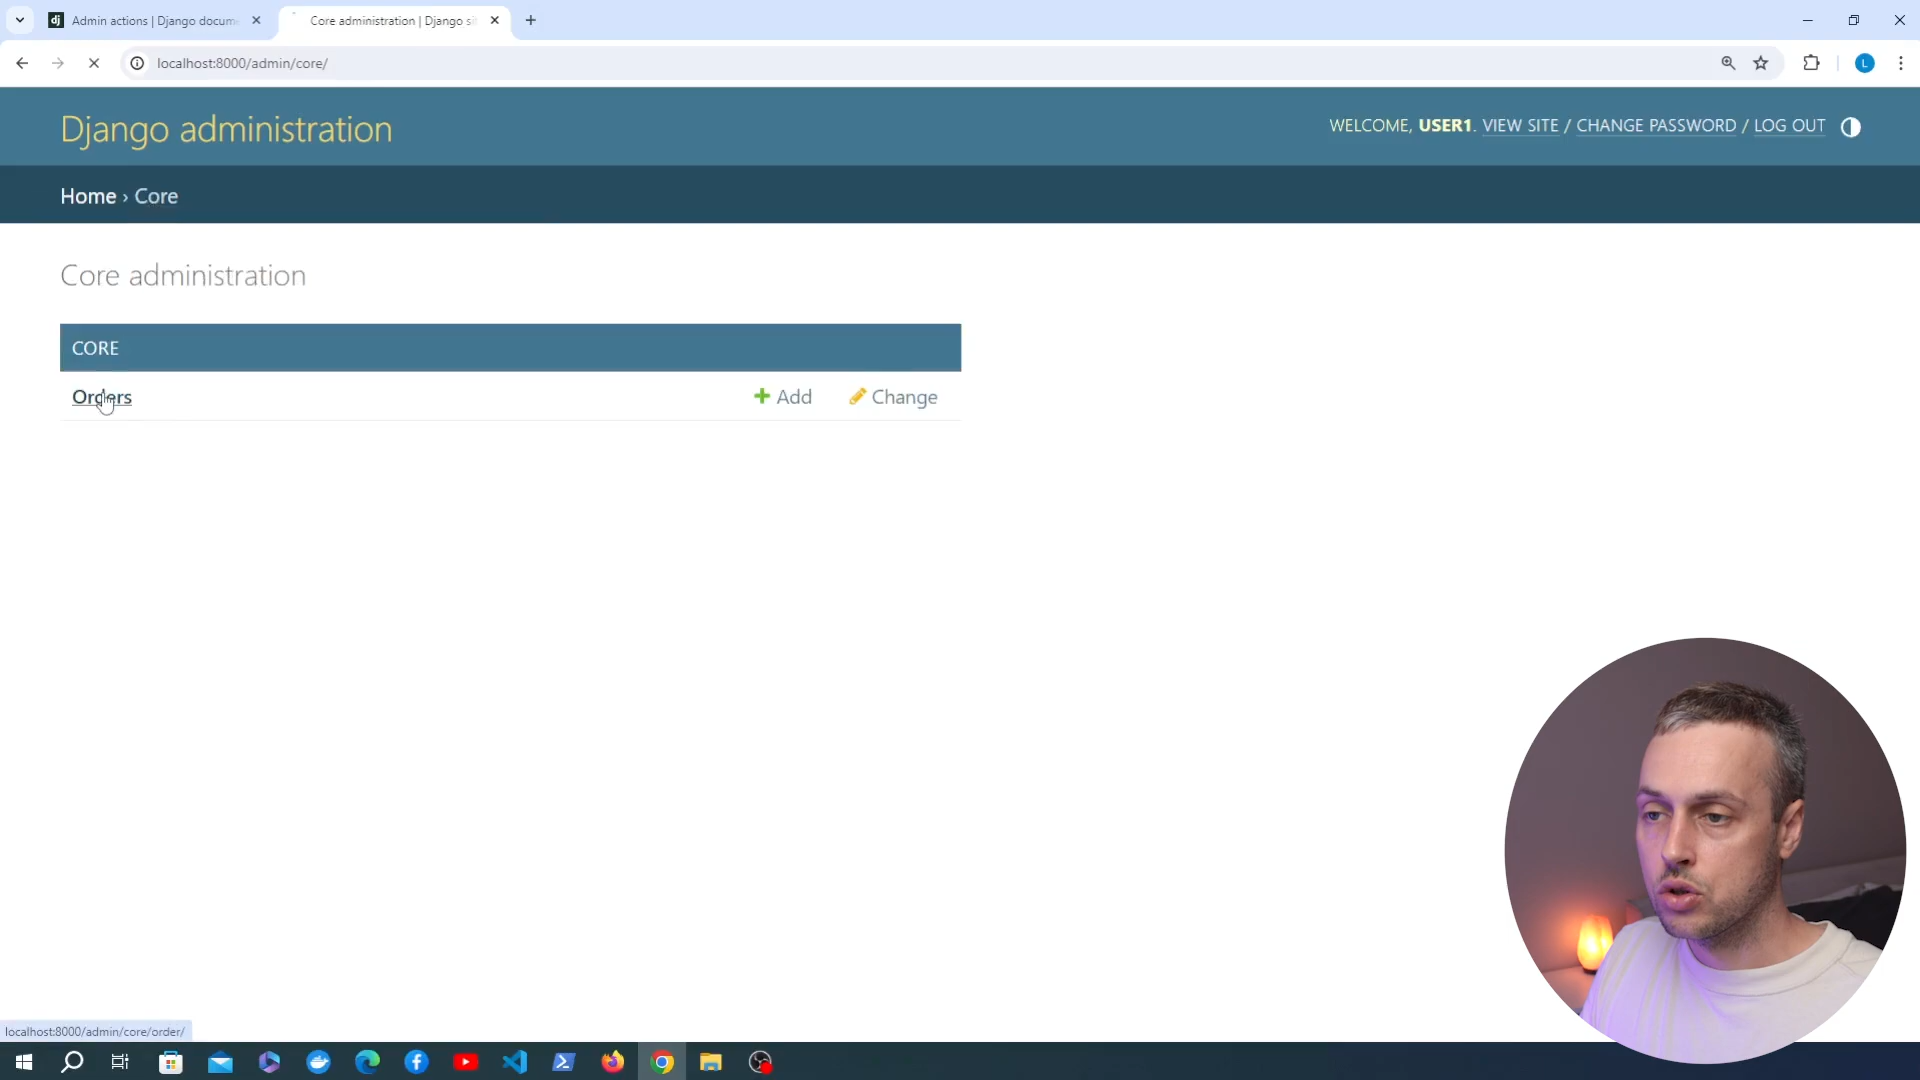 Admin actions | Django docum
Core administration | Django si
localhost:8000/admin/core/
L
Django administration
WELCOME, USER1. VIEW SITE / CHANGE PASSWORD / LOG OUT
Home › Core
Core administration
CORE
Orders
Add
Change
localhost:8000/admin/core/order/